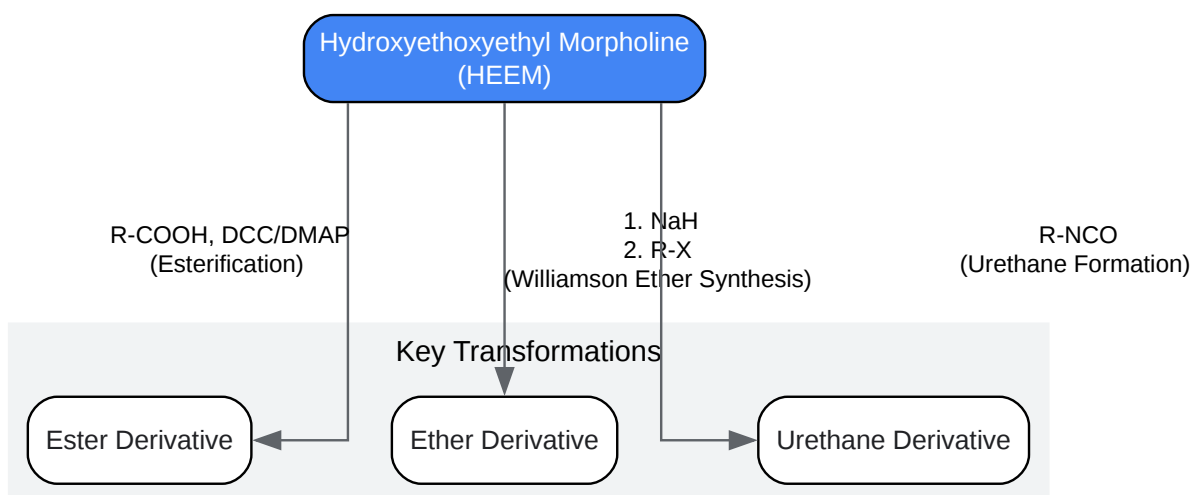 Hydroxyethoxyethyl Morpholine
(HEEM)
R-COOH, DCC/DMAP
(Esterification)
1. NaH
2. R-X
(Williamson Ether Synthesis)
R-NCO
(Urethane Formation)
Key Transformations
Ester Derivative
Ether Derivative
Urethane Derivative